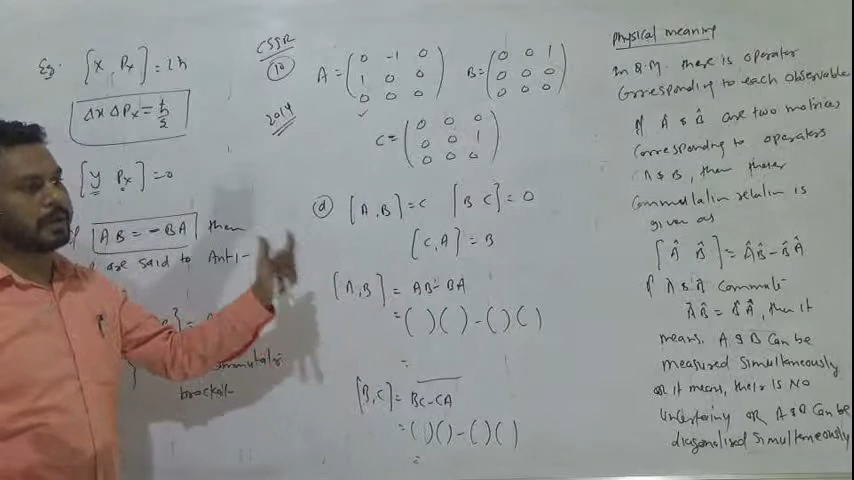 Eg. [x, Px] = iħ
Δx ΔPx = ħ/2
[y Px] = 0
If AB = -BA then
are said to Anti-
bracket
CSIR
10
2014
A = ( 0 -1 0
1 0 0
0 0 0 )
B = ( 0 0 1
0 0 0
0 0 0 )
C = ( 0 0 0
0 0 1
0 0 0 )
(d) [A,B] = C [B C] = 0
[C,A] = B
[A,B] = AB - BA
= ( )( ) - ( )( )
=
[B,C] = BC - CA
= ( )( ) - ( )( )
=
Physical meaning
In Q.M. there is operator
Corresponding to each observable
If Â & B̂ are two matrices
Corresponding to operators
A & B, then their
Commutation relation is
given as
[Â B̂] = ÂB̂ - B̂Â
If Commute
ÂB̂ = B̂Â, then it
means, A & B Can be
measured simultaneously
or it means, there is No
or A & B Can be
diagonalised simultaneously